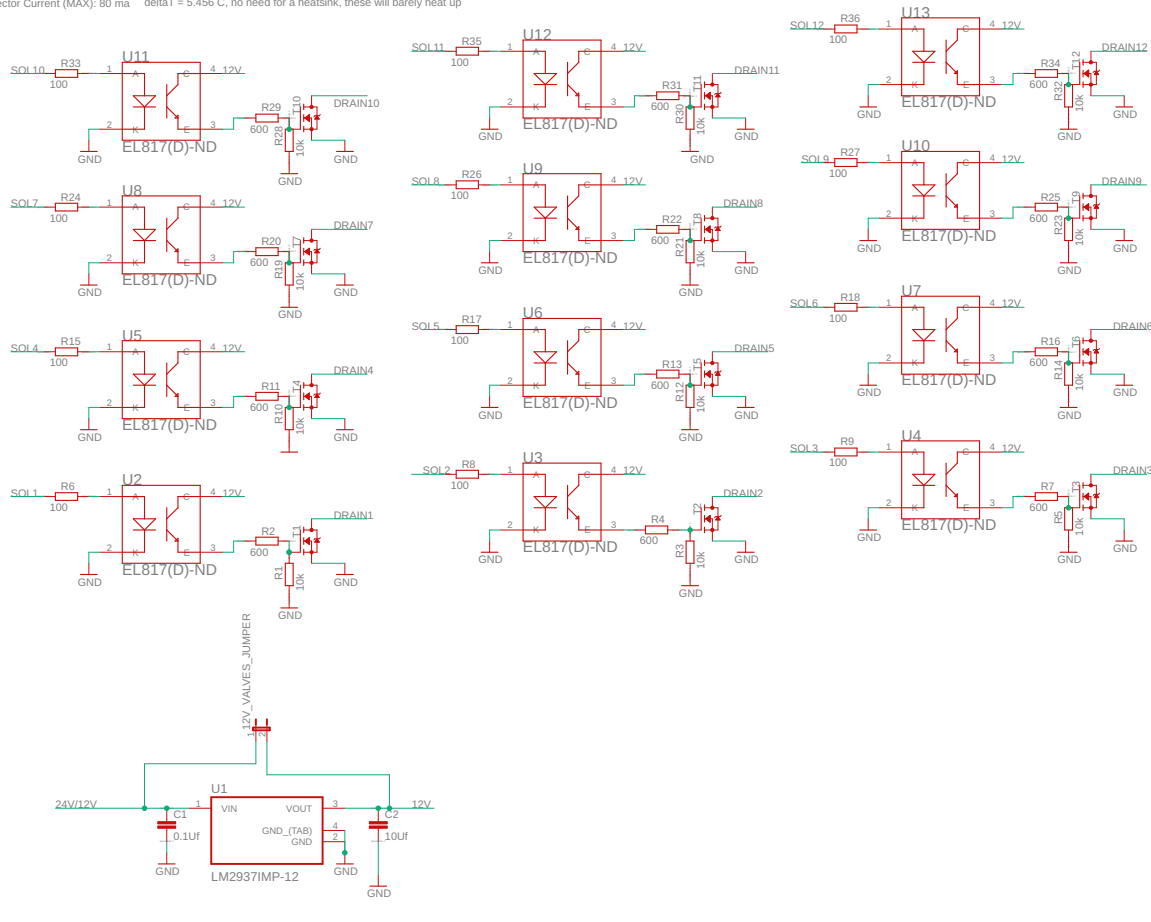 ector Current (MAX): 80 ma deltaT = 5.456 C, no need for a heatsink, these will barely heat up
U11
SOL10 R33 100 1 A C 4 12V
2 K E 3 R29 600 R28 10k T10 DRAIN10
GND EL817(D)-ND GND GND
U12
SOL11 R35 100 1 A C 4 12V
2 K E 3 R31 600 R30 10k T11 DRAIN11
GND EL817(D)-ND GND GND
U13
SOL12 R36 100 1 A C 4 12V
2 K E 3 R34 600 R32 10k T12 DRAIN12
GND EL817(D)-ND GND GND
U8
SOL7 R24 100 1 A C 4 12V
2 K E 3 R20 600 R19 10k T7 DRAIN7
GND EL817(D)-ND GND GND
U9
SOL8 R26 100 1 A C 4 12V
2 K E 3 R22 600 R21 10k T8 DRAIN8
GND EL817(D)-ND GND GND
U10
SOL9 R27 100 1 A C 4 12V
2 K E 3 R25 600 R23 10k T9 DRAIN9
GND EL817(D)-ND GND GND
U5
SOL4 R15 100 1 A C 4 12V
2 K E 3 R11 600 R10 10k T4 DRAIN4
GND EL817(D)-ND GND
U6
SOL5 R17 100 1 A C 4 12V
2 K E 3 R13 600 R12 10k T5 DRAIN5
GND EL817(D)-ND GND GND
U7
SOL6 R18 100 1 A C 4 12V
2 K E 3 R16 600 R14 10k T6 DRAIN6
GND EL817(D)-ND GND GND
U2
SOL1 R6 100 1 A C 4 12V
2 K E 3 R2 600 R1 10k T1 DRAIN1
GND EL817(D)-ND GND GND
U3
SOL2 R8 100 1 A C 4 12V
2 K E 3 R4 600 R3 10k T2 DRAIN2
GND EL817(D)-ND GND GND
U4
SOL3 R9 100 1 A C 4 12V
2 K E 3 R7 600 R5 10k T3 DRAIN3
GND EL817(D)-ND GND GND
12V_VALVES_JUMPER
1 2
U1
24V/12V 1 VIN VOUT 3 12V
C1 0.1Uf GND_(TAB) 4 C2 10Uf
GND 2
GND LM2937IMP-12 GND GND